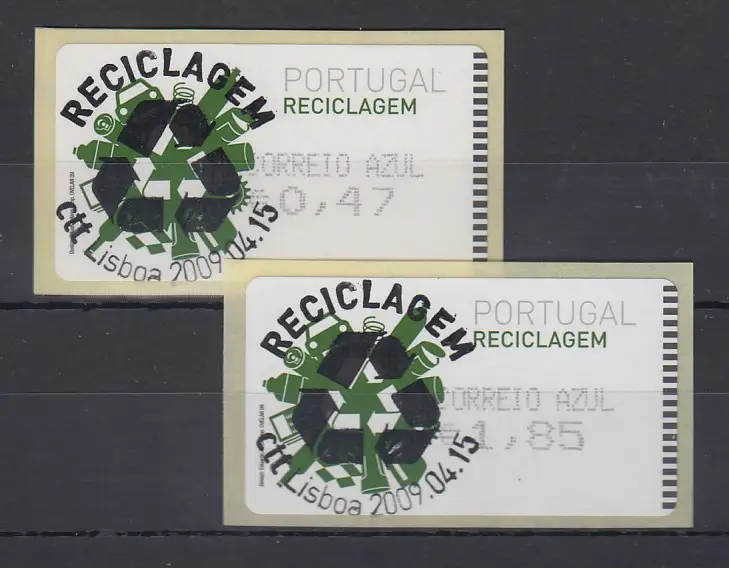 RECICLAGEM
PORTUGAL
RECICLAGEM
CORREIO AZUL
€0,47
ctt Lisboa 2009.04.15
RECICLAGEM
PORTUGAL
RECICLAGEM
CORREIO AZUL
€1,85
ctt Lisboa 2009.04.15